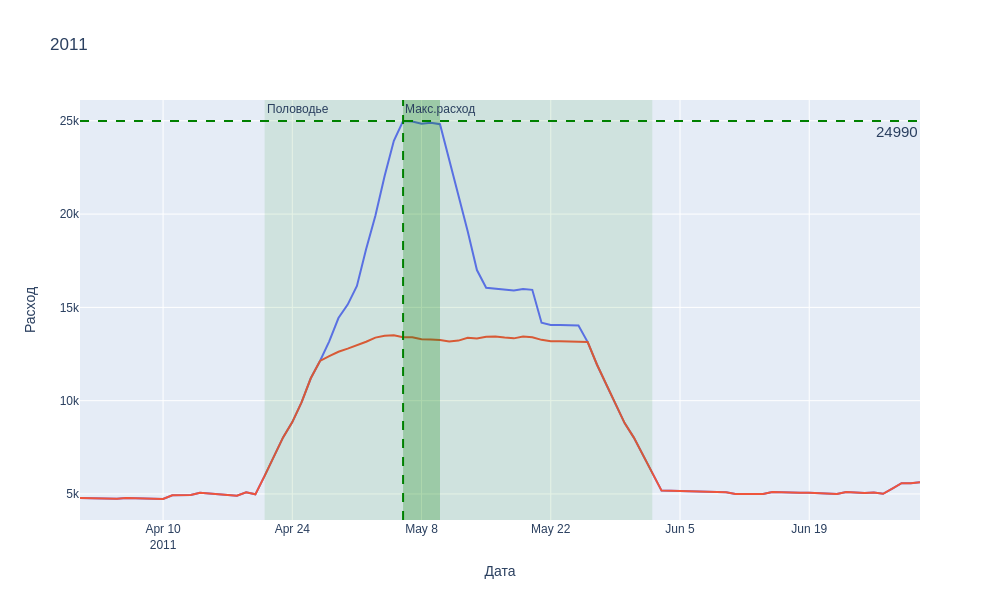 2011
Половодье
Макс.расход
25k
24990
20k
15k
10k
5k
Расход
Apr 10
2011
Apr 24
May 8
May 22
Jun 5
Jun 19
Дата